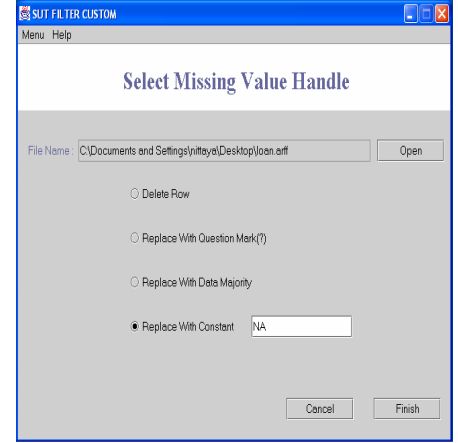 SUT FILTER CUSTOM
Menu Help
Select Missing Value Handle
File Name : C:\Documents and Settings\nittaya\Desktop\loan.arff Open
Delete Row
Replace With Question Mark(?)
Replace With Data Majority
Replace With Constant NA
Cancel Finish